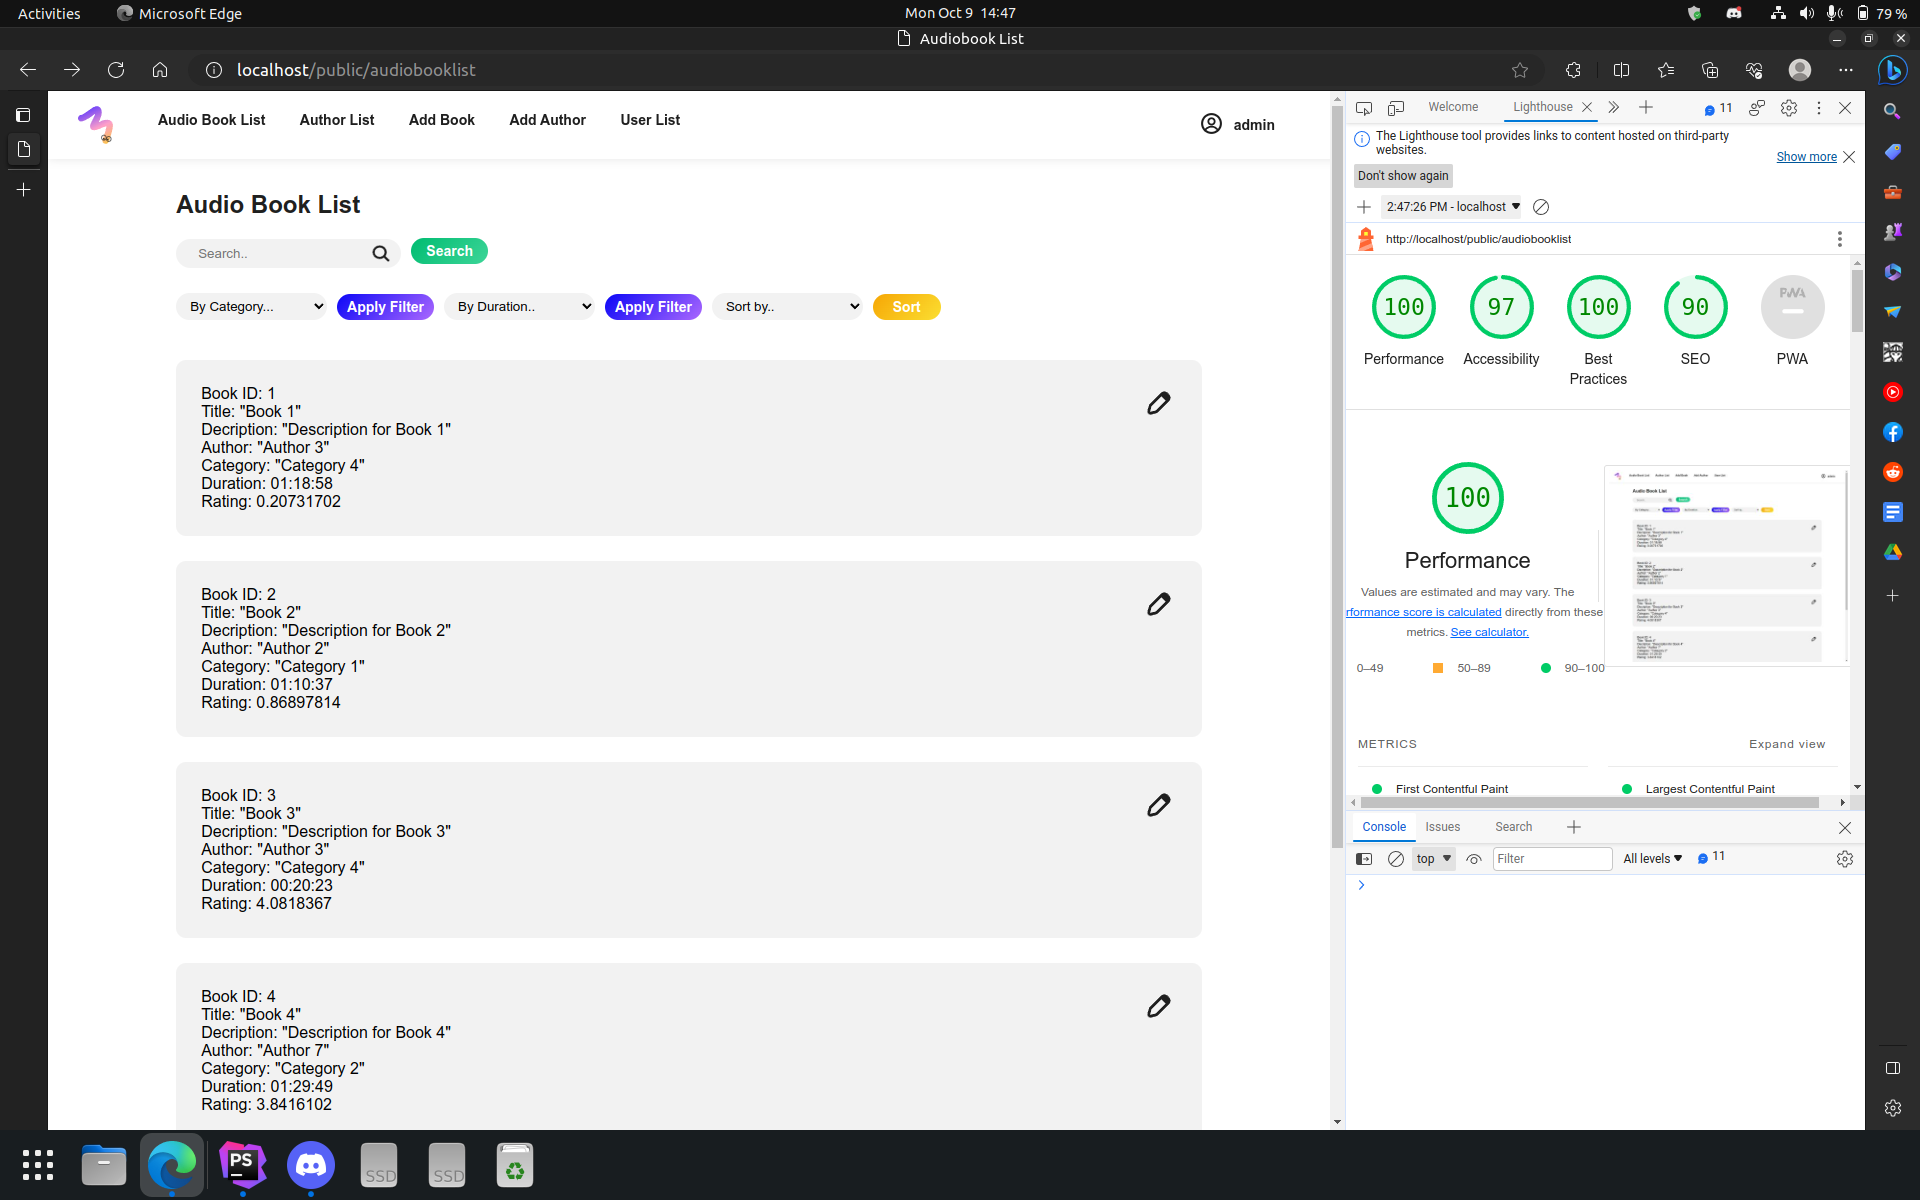 Activities
Microsoft Edge
Mon Oct 9 14:47
79 %
Audiobook List
localhost/public/audiobooklist
Audio Book List
Author List
Add Book
Add Author
User List
admin
Audio Book List
Search..
Search
By Category...
Apply Filter
By Duration..
Apply Filter
Sort by..
Sort
Book ID: 1
Title: "Book 1"
Decription: "Description for Book 1"
Author: "Author 3"
Category: "Category 4"
Duration: 01:18:58
Rating: 0.20731702
Book ID: 2
Title: "Book 2"
Decription: "Description for Book 2"
Author: "Author 2"
Category: "Category 1"
Duration: 01:10:37
Rating: 0.86897814
Book ID: 3
Title: "Book 3"
Decription: "Description for Book 3"
Author: "Author 3"
Category: "Category 4"
Duration: 00:20:23
Rating: 4.0818367
Book ID: 4
Title: "Book 4"
Decription: "Description for Book 4"
Author: "Author 7"
Category: "Category 2"
Duration: 01:29:49
Rating: 3.8416102
Welcome
Lighthouse
11
The Lighthouse tool provides links to content hosted on third-party
websites.
Show more
Don't show again
2:47:26 PM - localhost
http://localhost/public/audiobooklist
100
97
100
90
PWA
Performance
Accessibility
Best
Practices
SEO
PWA
100
Performance
Values are estimated and may vary. The
rformance score is calculated directly from these
metrics. See calculator.
0–49
50–89
90–100
Audio Book List
METRICS
Expand view
First Contentful Paint
Largest Contentful Paint
Console
Issues
Search
top
Filter
All levels
11
PS
SSD
SSD